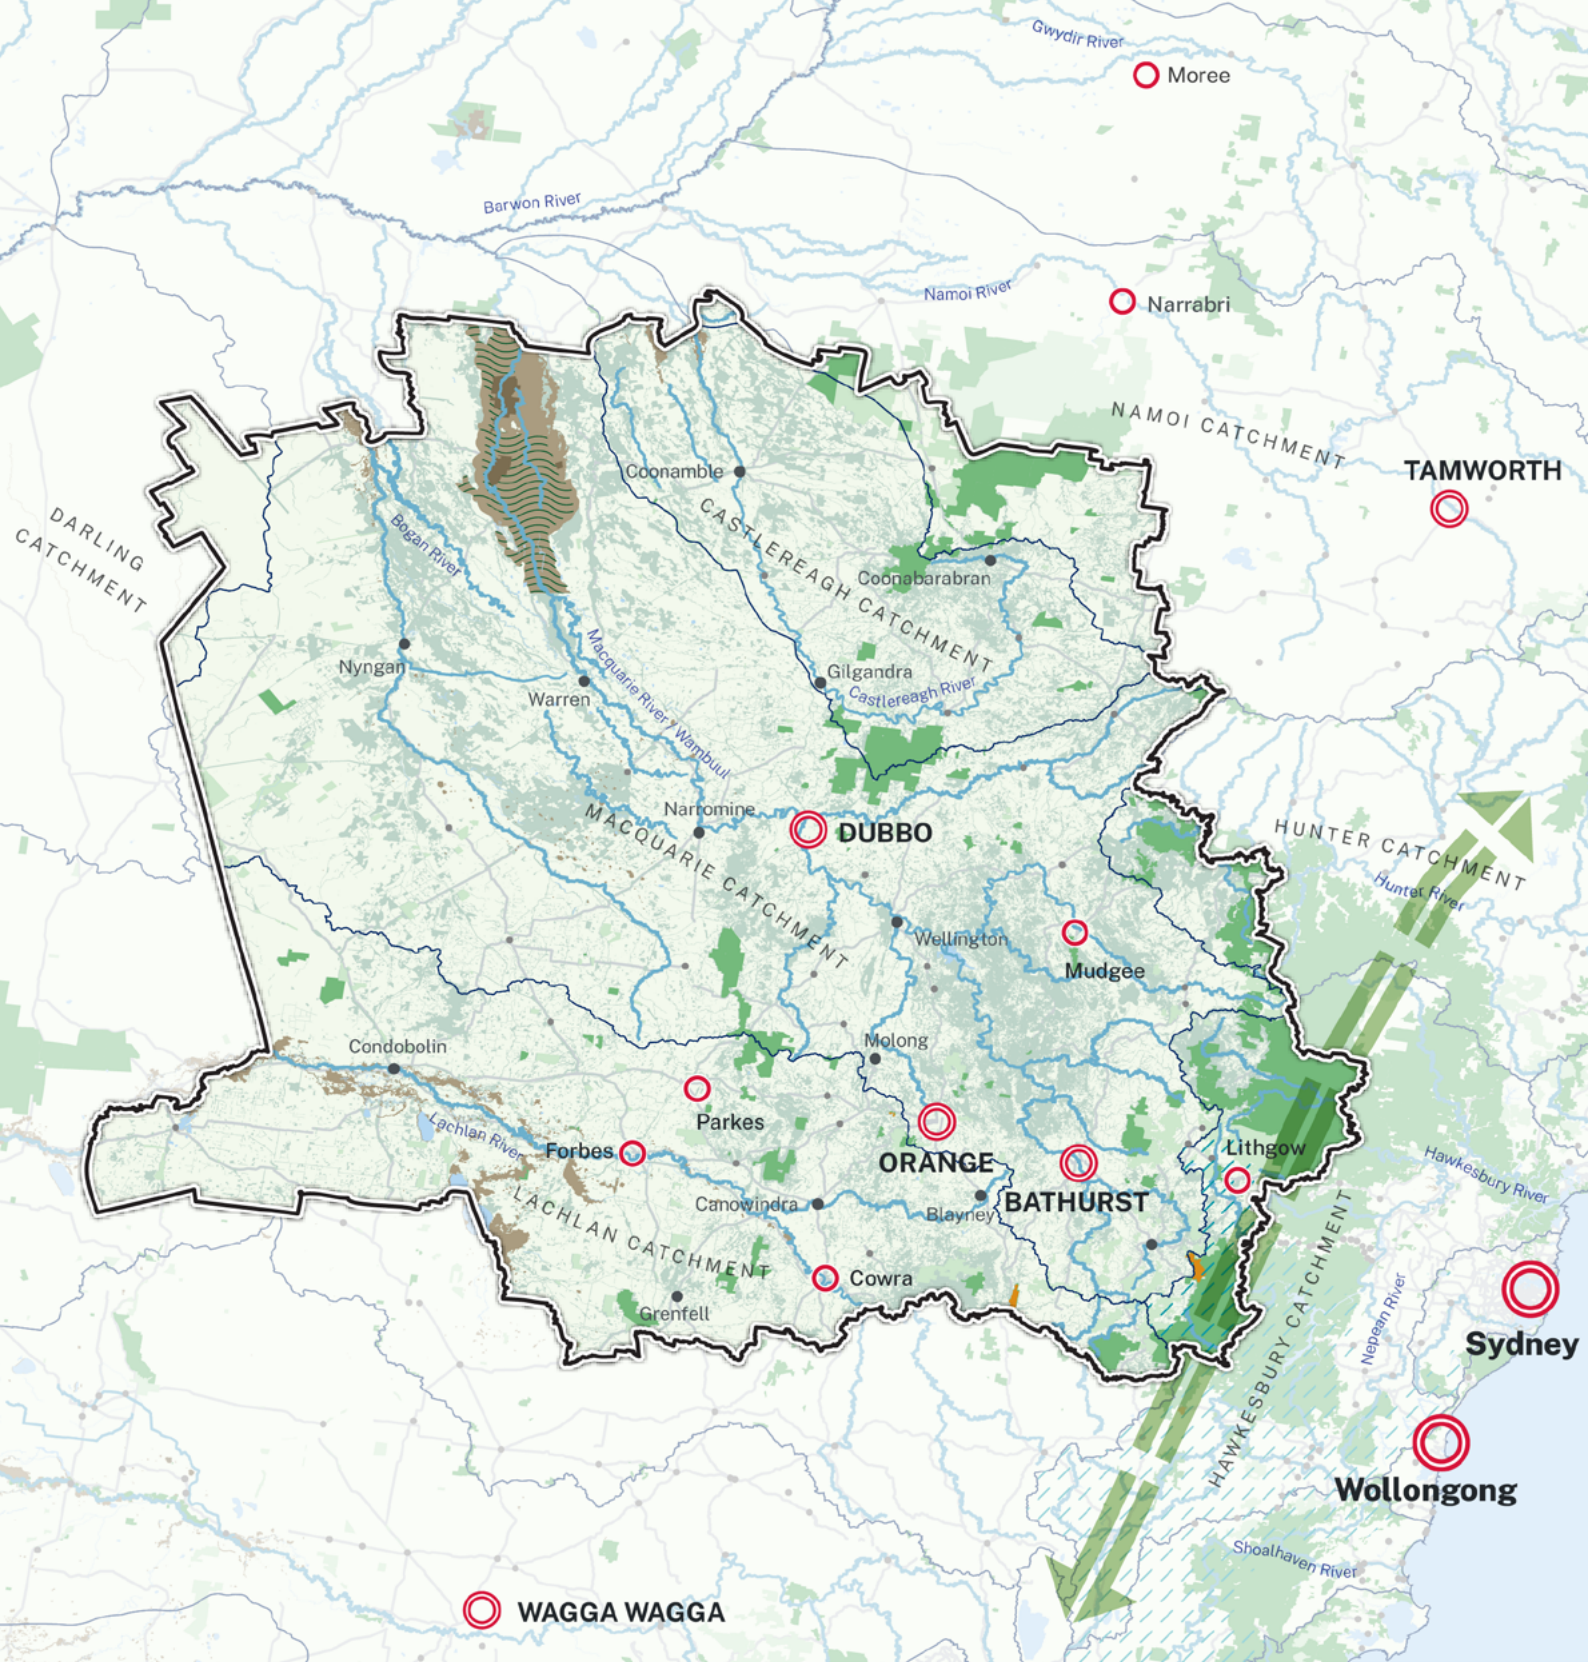 Gwydir River
Moree
Barwon River
Namoi River
Narrabri
NAMOI CATCHMENT
TAMWORTH
DARLING
CATCHMENT
Coonamble
CASTLEREAGH CATCHMENT
Bogan River
Coonabarabran
Nyngan
Warren
Macquarie River / Wambuul
Gilgandra
Castlereagh River
Narromine
MACQUARIE CATCHMENT
DUBBO
HUNTER CATCHMENT
Hunter River
Wellington
Mudgee
Condobolin
Molong
Parkes
Lachlan River
Forbes
ORANGE
Lithgow
Hawkesbury River
Canowindra
Blayney
BATHURST
LACHLAN CATCHMENT
Cowra
Grenfell
HAWKESBURY CATCHMENT
Nepean River
Sydney
Wollongong
Shoalhaven River
WAGGA WAGGA